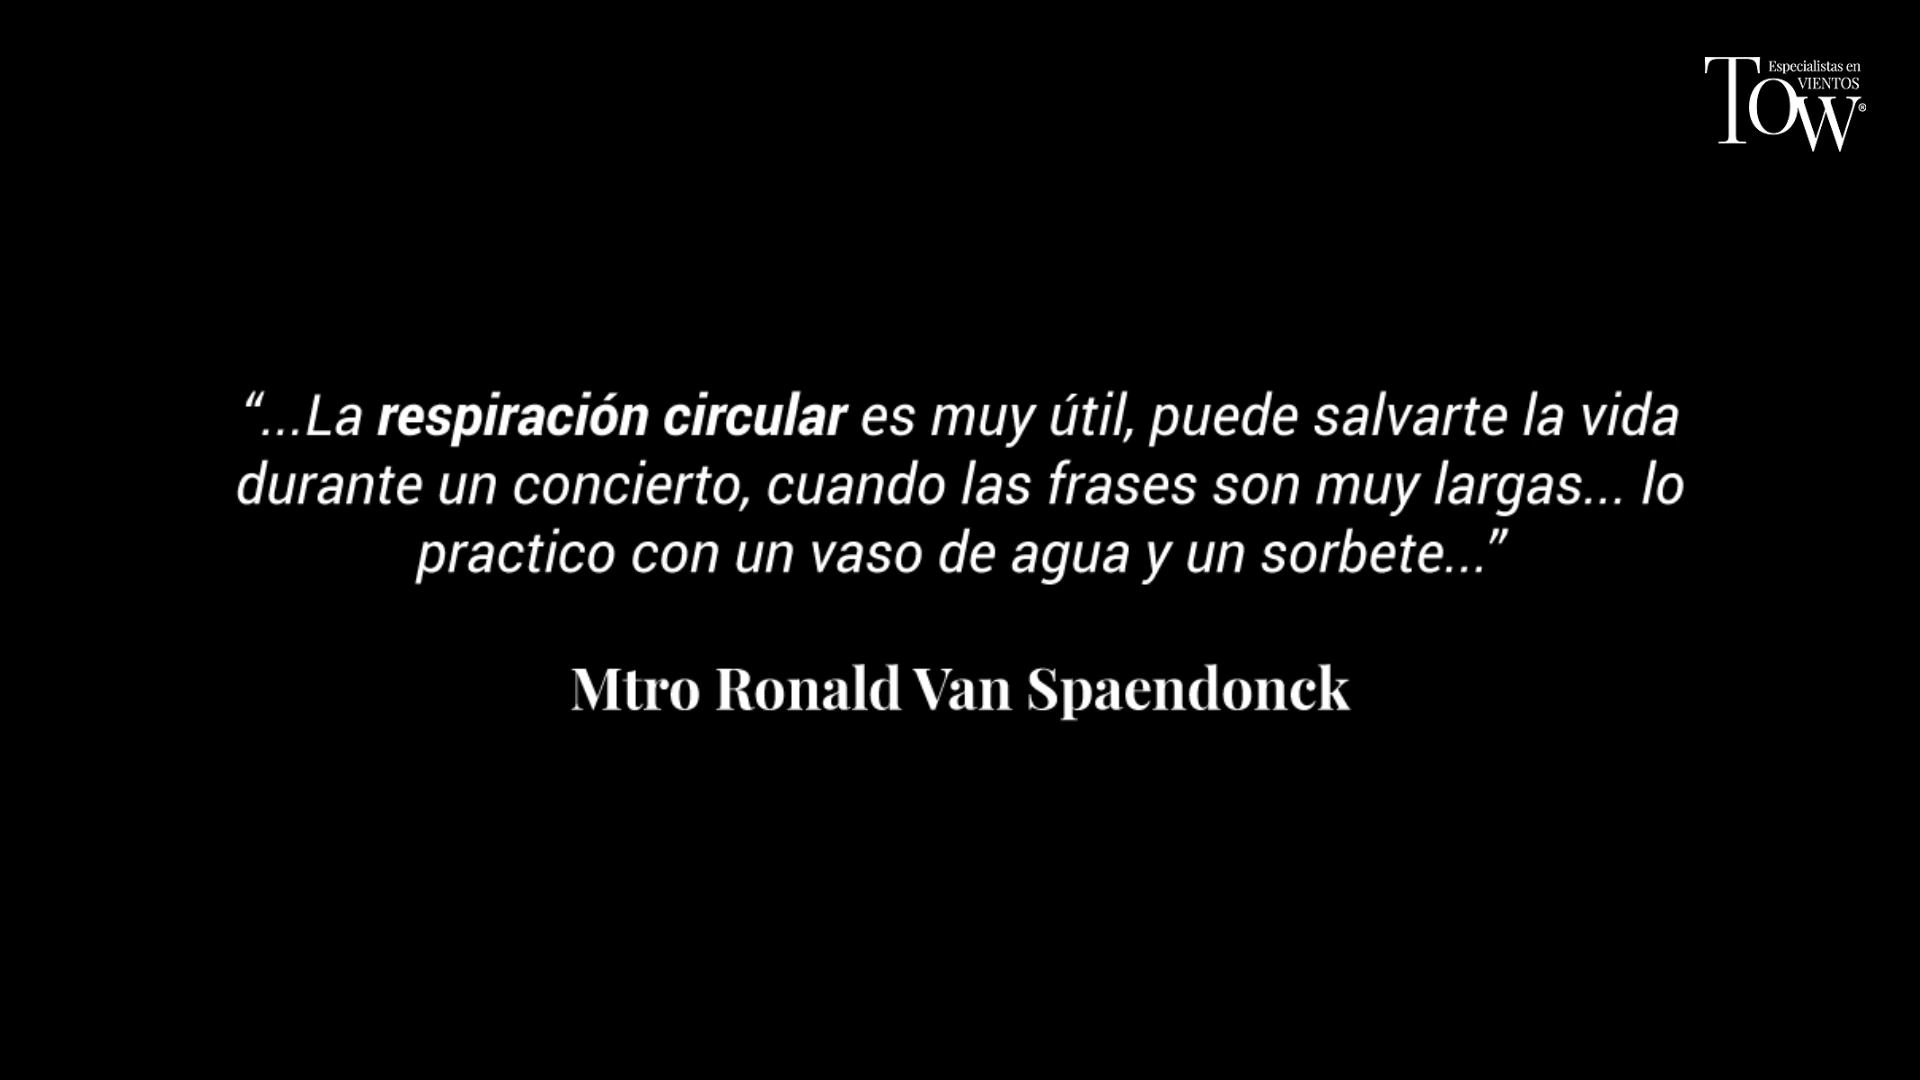 Especialistas en
VIENTOS
TOW®
“...La respiración circular es muy útil, puede salvarte la vida
durante un concierto, cuando las frases son muy largas... lo
practico con un vaso de agua y un sorbete...”
Mtro Ronald Van Spaendonck